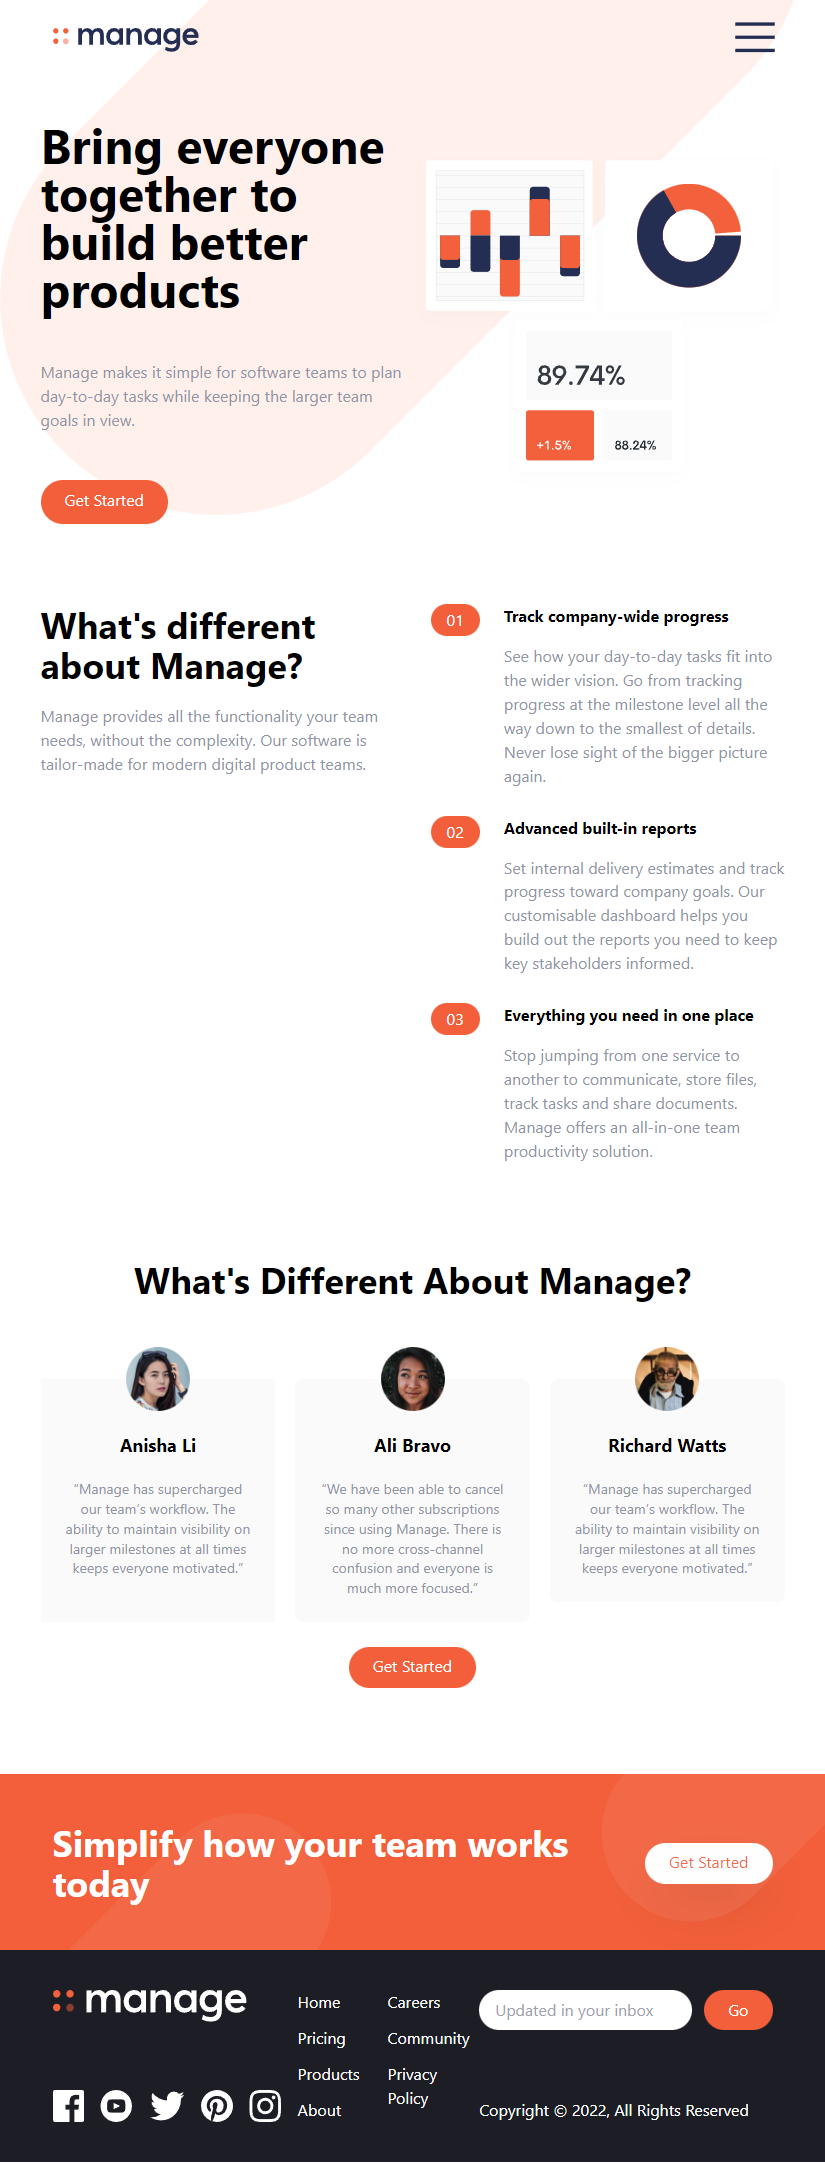 manage
Bring everyone
together to
build better
products
Manage makes it simple for software teams to plan
day-to-day tasks while keeping the larger team
goals in view.
Get Started
89.74%
+1.5%
88.24%
What's different
about Manage?
Manage provides all the functionality your team
needs, without the complexity. Our software is
tailor-made for modern digital product teams.
01
Track company-wide progress
See how your day-to-day tasks fit into
the wider vision. Go from tracking
progress at the milestone level all the
way down to the smallest of details.
Never lose sight of the bigger picture
again.
02
Advanced built-in reports
Set internal delivery estimates and track
progress toward company goals. Our
customisable dashboard helps you
build out the reports you need to keep
key stakeholders informed.
03
Everything you need in one place
Stop jumping from one service to
another to communicate, store files,
track tasks and share documents.
Manage offers an all-in-one team
productivity solution.
What's Different About Manage?
Anisha Li
“Manage has supercharged
our team’s workflow. The
ability to maintain visibility on
larger milestones at all times
keeps everyone motivated.”
Ali Bravo
“We have been able to cancel
so many other subscriptions
since using Manage. There is
no more cross-channel
confusion and everyone is
much more focused.”
Richard Watts
“Manage has supercharged
our team’s workflow. The
ability to maintain visibility on
larger milestones at all times
keeps everyone motivated.”
Get Started
Simplify how your team works
today
Get Started
manage
Home
Pricing
Products
About
Careers
Community
Privacy
Policy
Updated in your inbox
Go
Copyright © 2022, All Rights Reserved